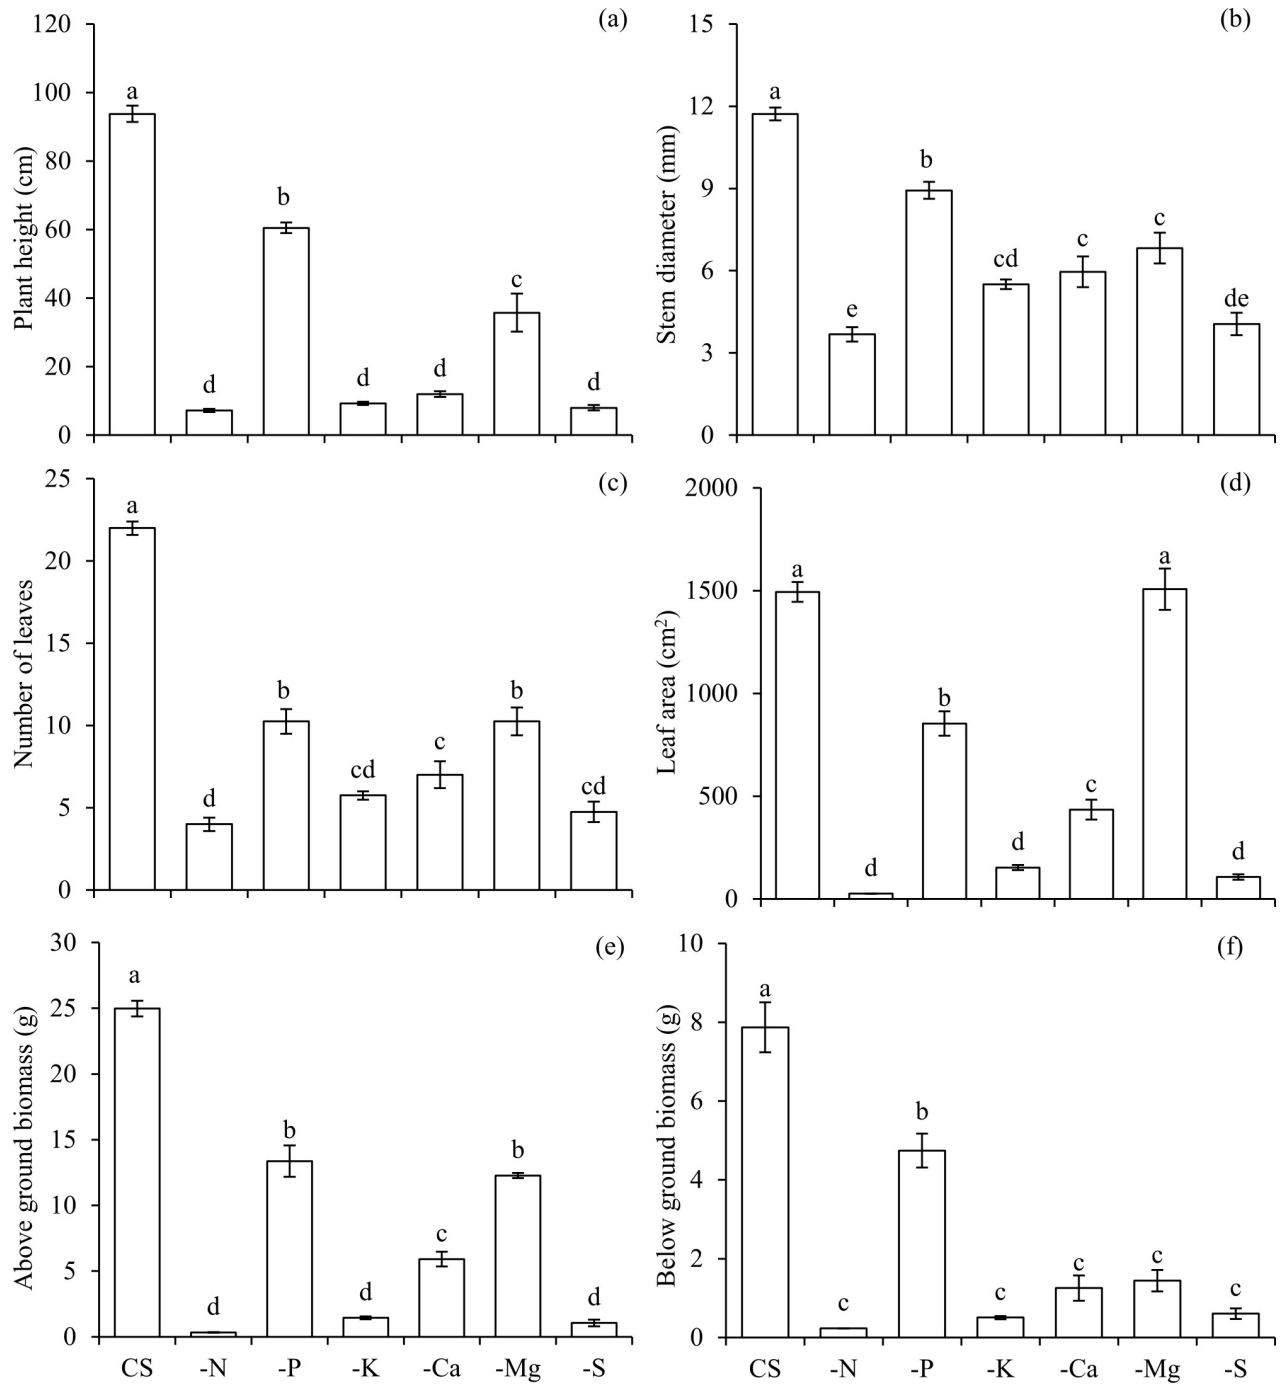 (a)
Plant height (cm)
120
100
80
60
40
20
0
a
d
b
d
d
c
d
(b)
Stem diameter (mm)
15
12
9
6
3
0
a
e
b
cd
c
c
de
(c)
Number of leaves
25
20
15
10
5
0
a
d
b
cd
c
b
cd
(d)
Leaf area (cm²)
2000
1500
1000
500
0
a
d
b
d
c
a
d
(e)
Above ground biomass (g)
30
25
20
15
10
5
0
a
d
b
d
c
b
d
CS -N -P -K -Ca -Mg -S
(f)
Below ground biomass (g)
10
8
6
4
2
0
a
c
b
c
c
c
c
CS -N -P -K -Ca -Mg -S